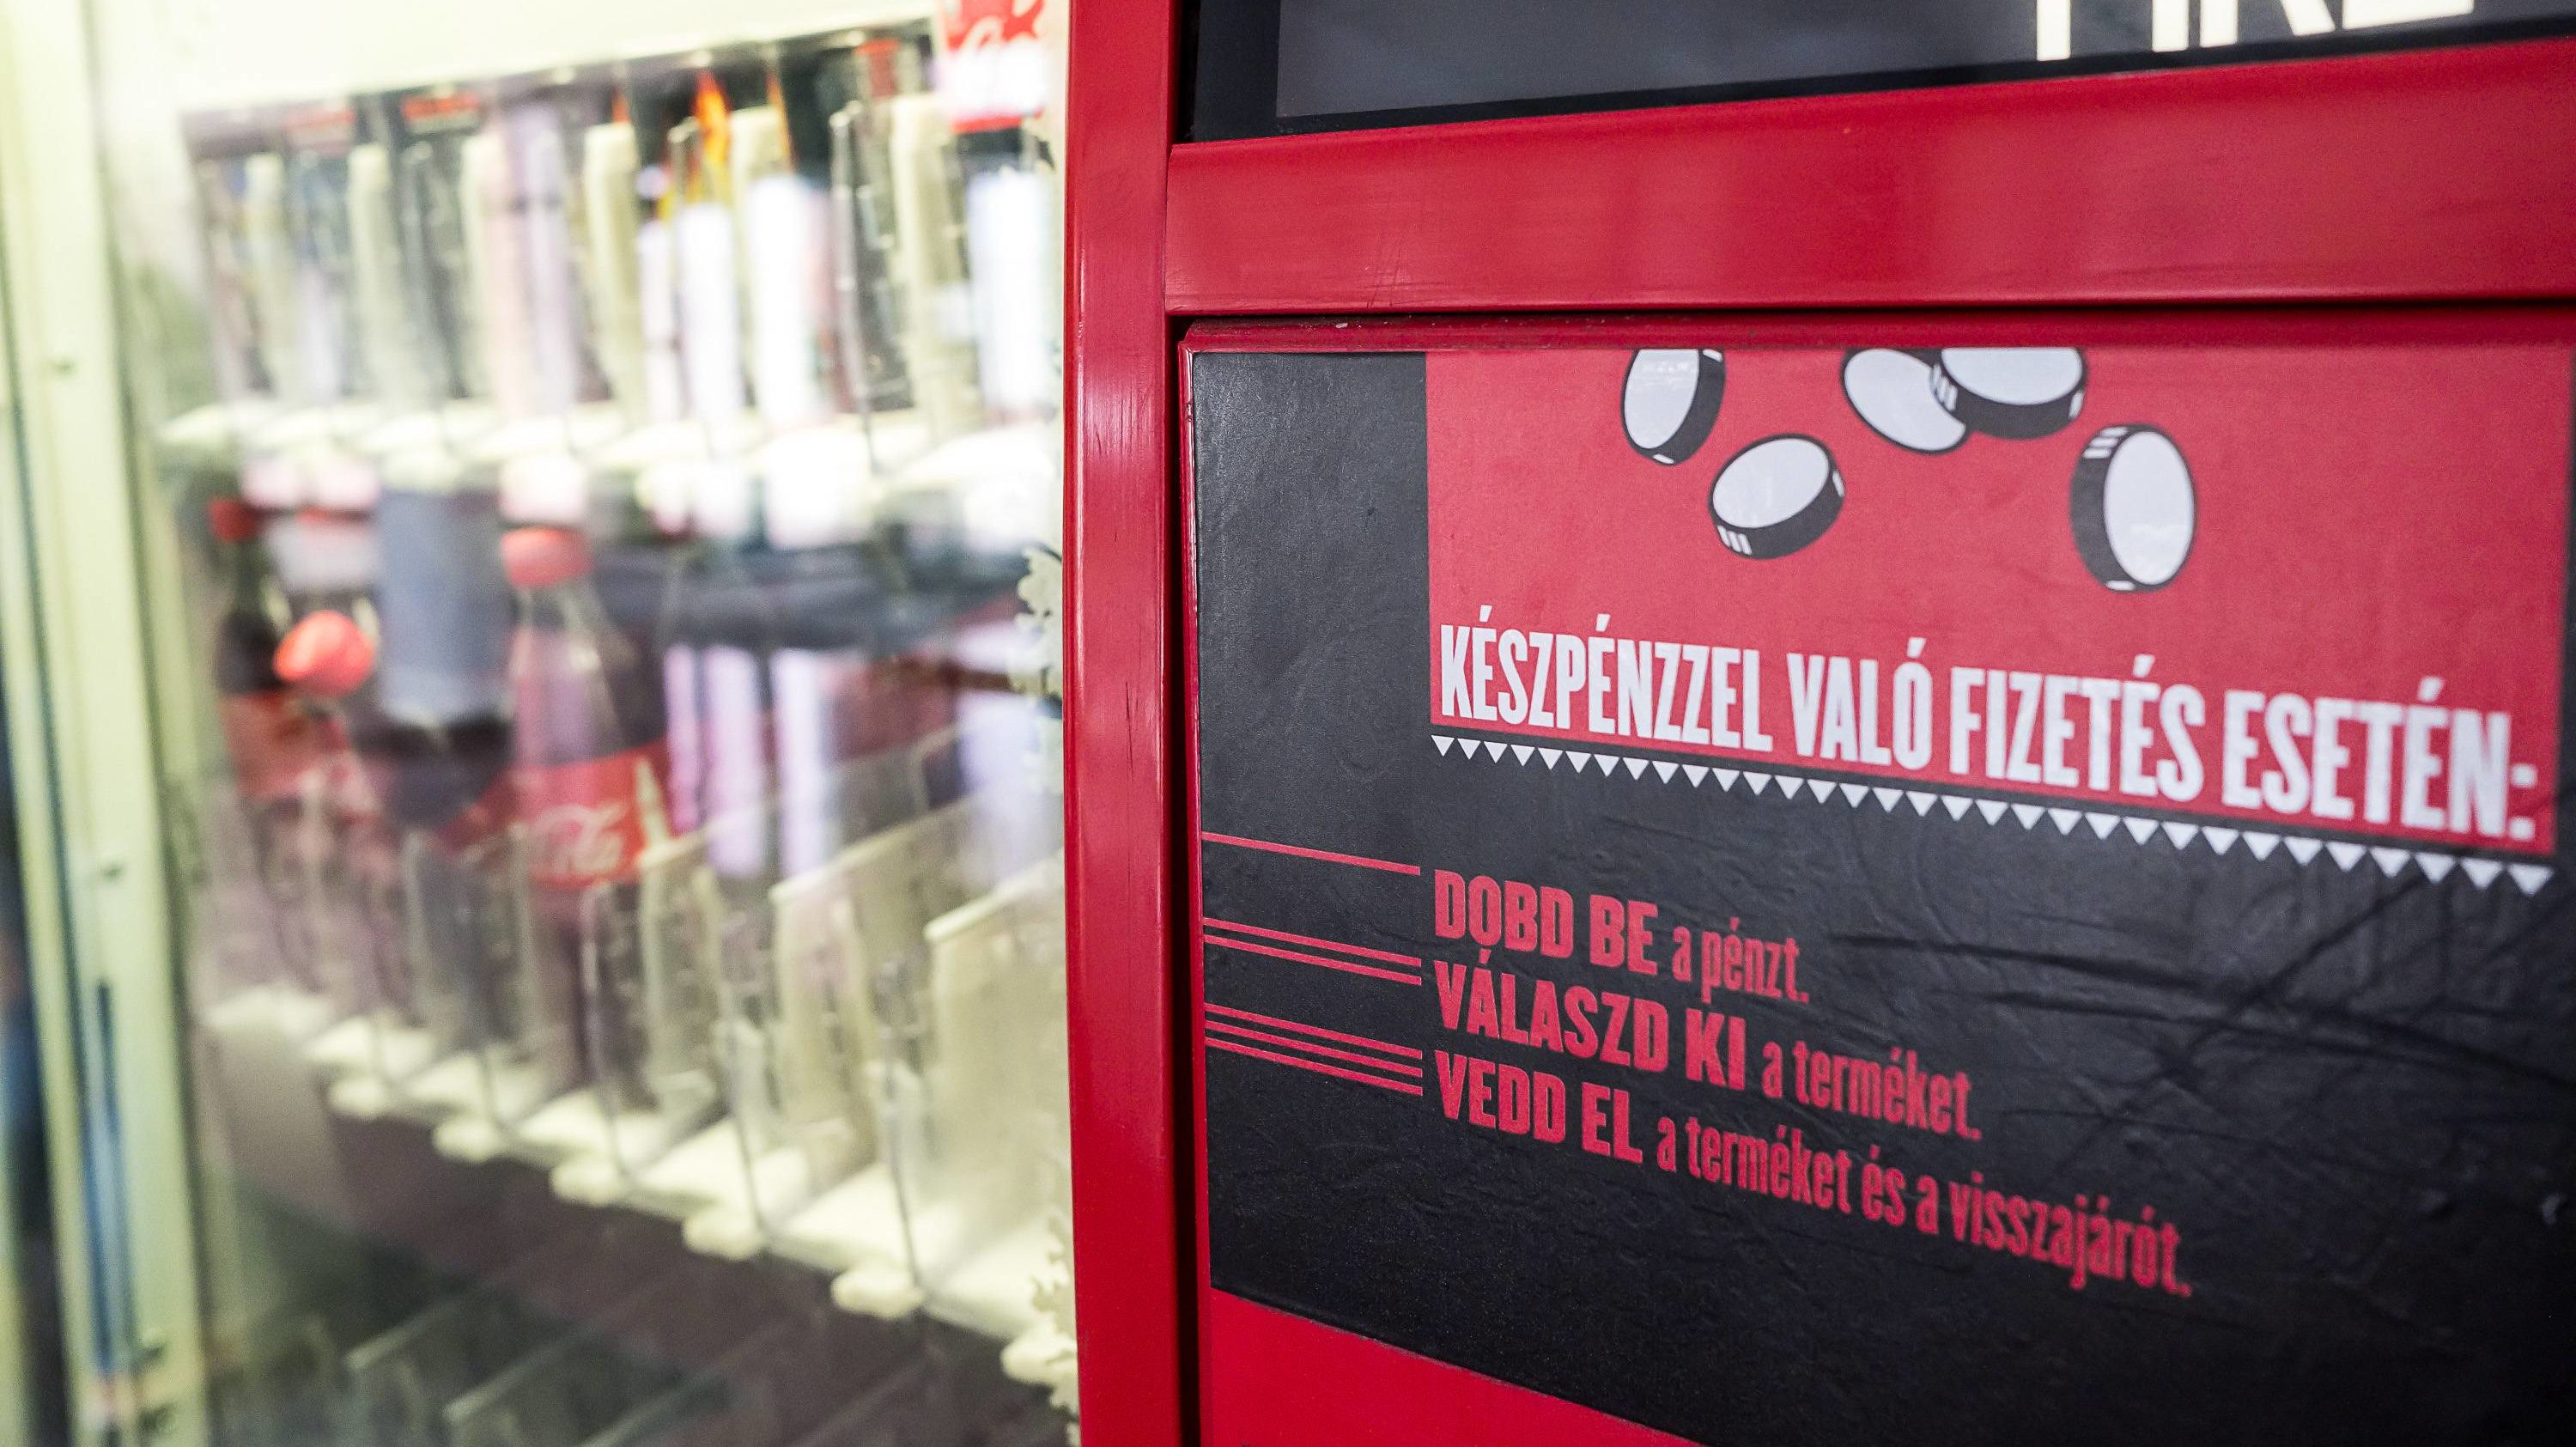 KÉSZPÉNZZEL VALÓ FIZETÉS ESETÉN:
DOBD BE a pénzt.
VÁLASZD KI a terméket.
VEDD EL a terméket és a visszajárót.